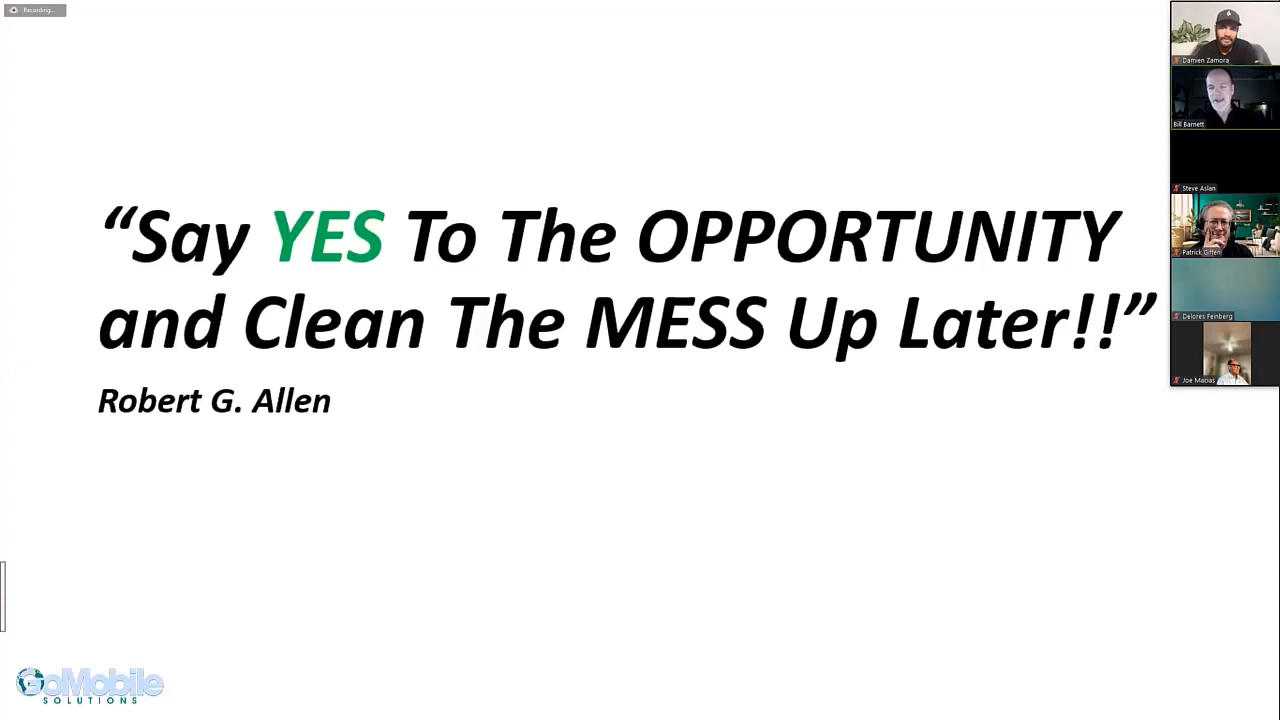 Recording...
“Say YES To The OPPORTUNITY
and Clean The MESS Up Later!!”
Robert G. Allen
GoMobile
SOLUTIONS
Damien Zamora
Bill Barnett
Steve Aslan
Patrick Giffen
Delores Feinberg
Joe Macias